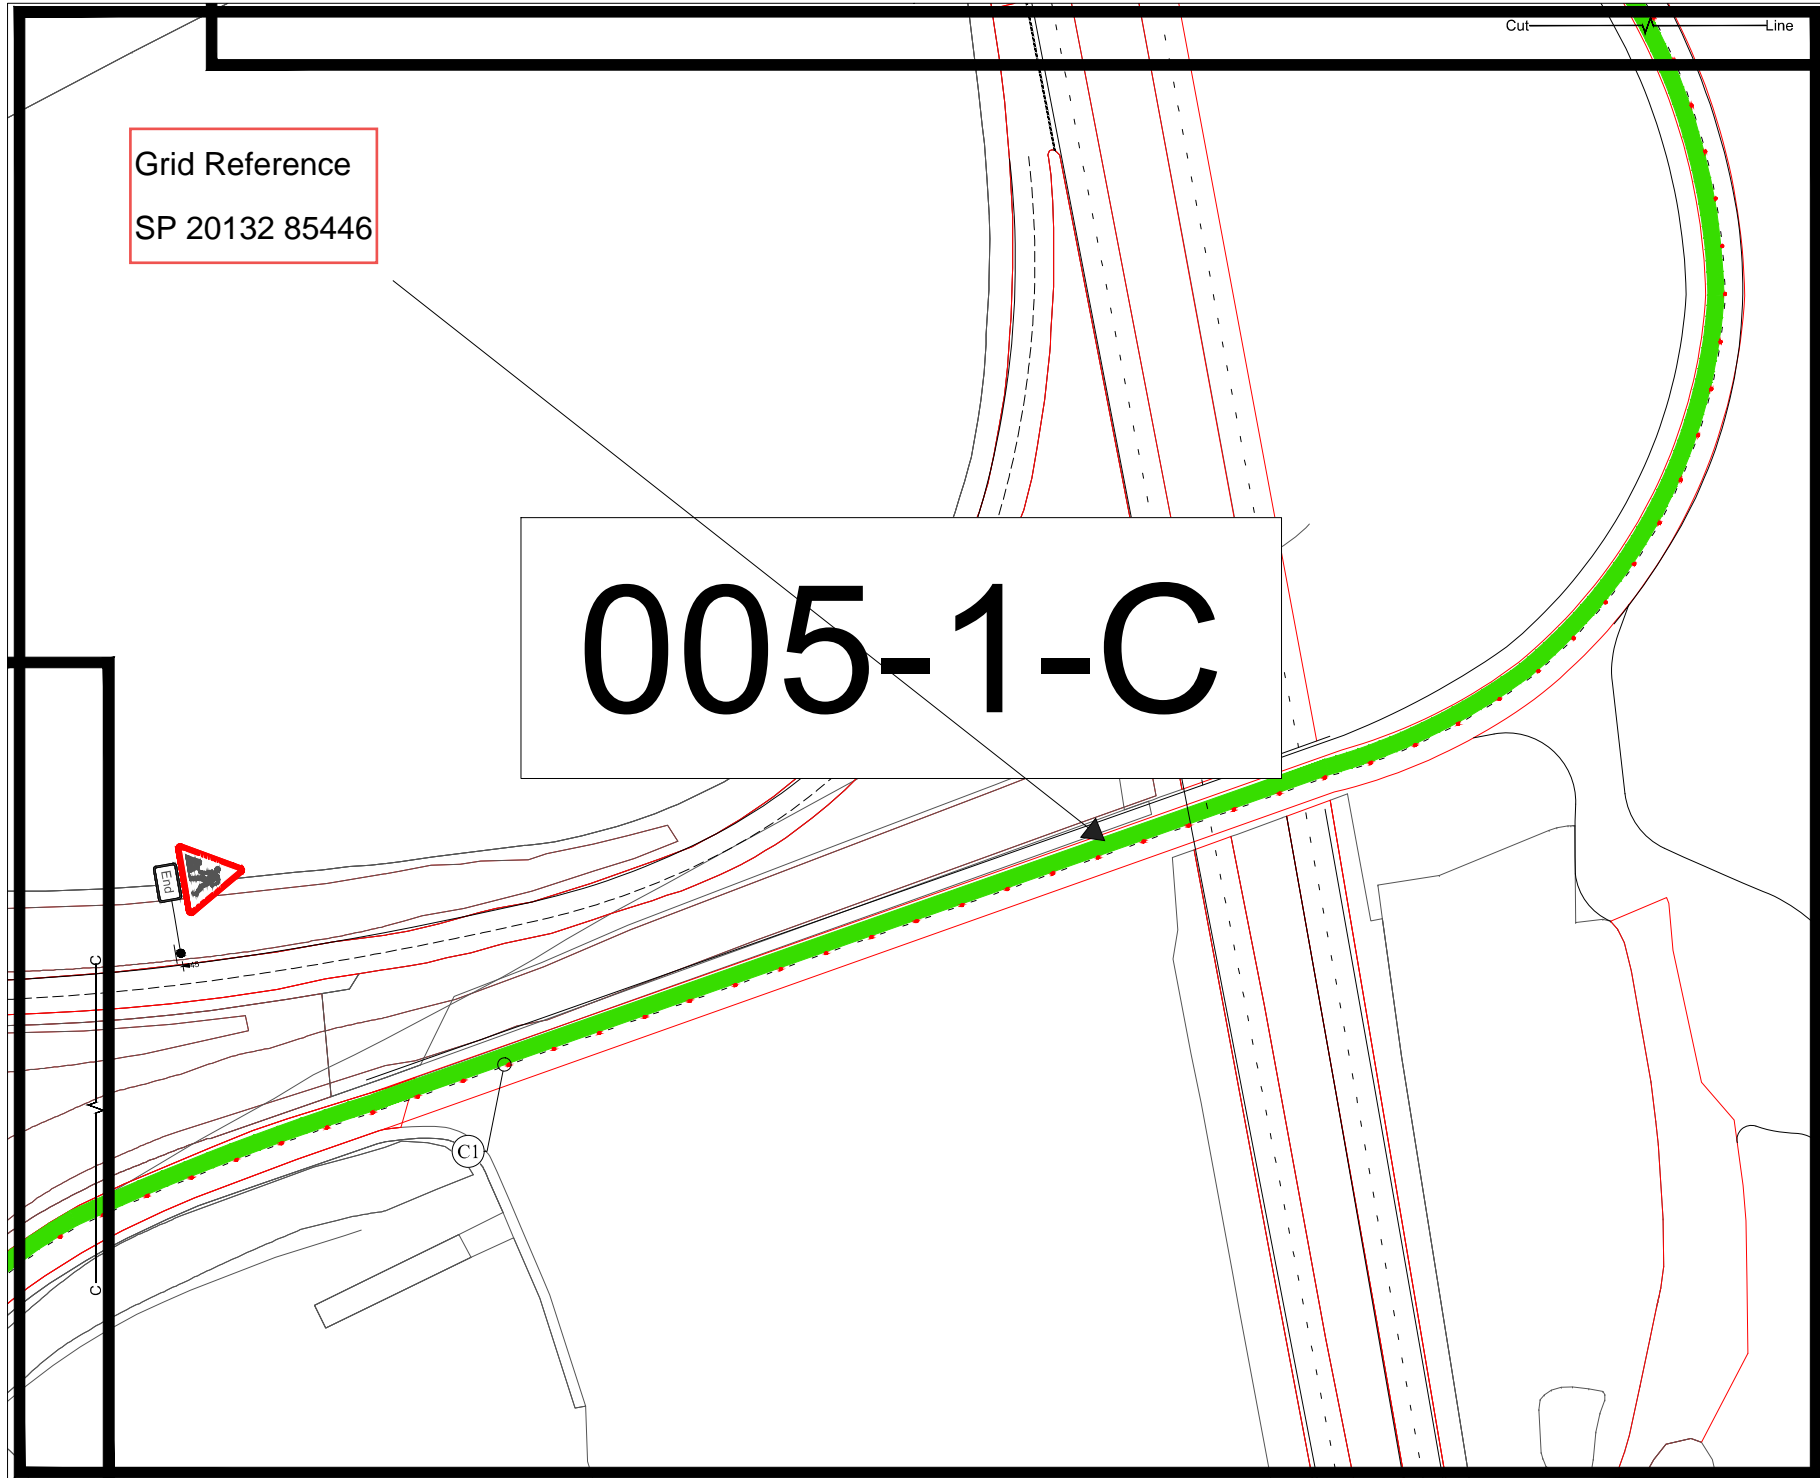 Cut Line
Grid Reference
SP 20132 85446
005-1-C
End
C
C1
C